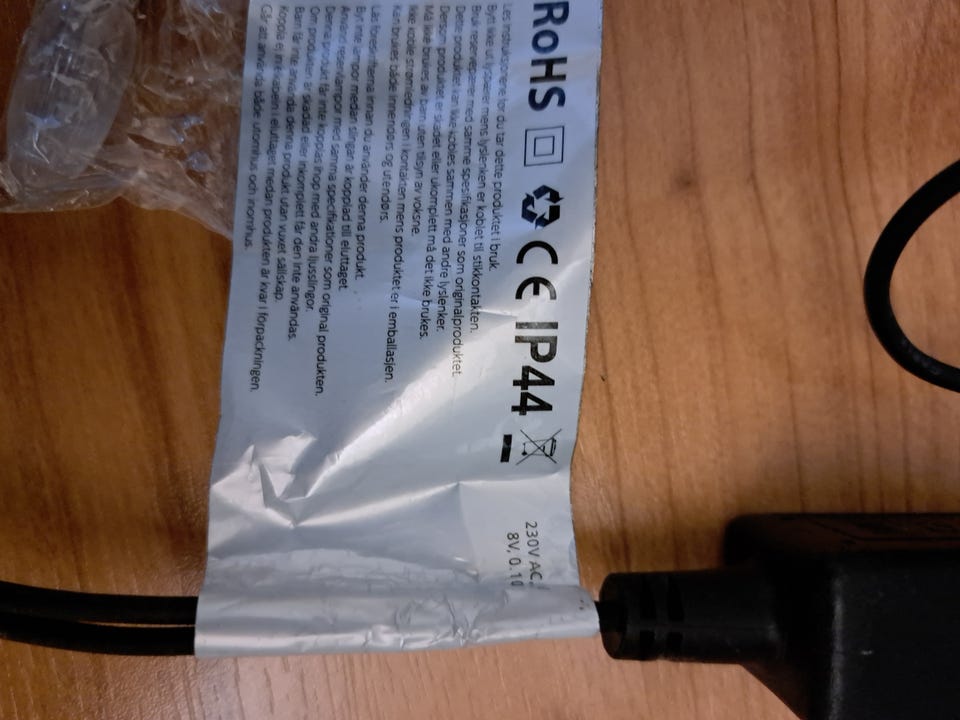 RoHS CE IP44
230V AC,
8V, 0.10
Les instruksjonene før du tar dette produktet i bruk.
Bytt ikke ut lyspærer mens lyslenken er koblet til stikkontakten.
Bruk reservepærer med samme spesifikasjoner som originalproduktet.
Dette produktet kan ikke kobles sammen med andre lyslenker.
Dersom produktet er skadet eller ukomplett må det ikke brukes.
Må ikke brukes av barn uten tilsyn av voksne.
Ikke koble strømledningen i kontakten mens produktet er i emballasjen.
Kan brukes både innendørs og utendørs.
Läs föreskrifterna innan du använder denna produkt.
Byt inte lampor medan slingan är kopplad till eluttaget.
Använd reservlampor med samma specifikationer som original produkten.
Denna produkt får inte kopplas ihop med andra ljusslingor.
Om produkten är skadad eller inkomplett får den inte användas.
Barn får inte använda denna produkt utan vuxet sällskap.
Koppla ej in kabeln i eluttaget medan produkten är kvar i förpackningen.
Går att använda både utomhus och inomhus.